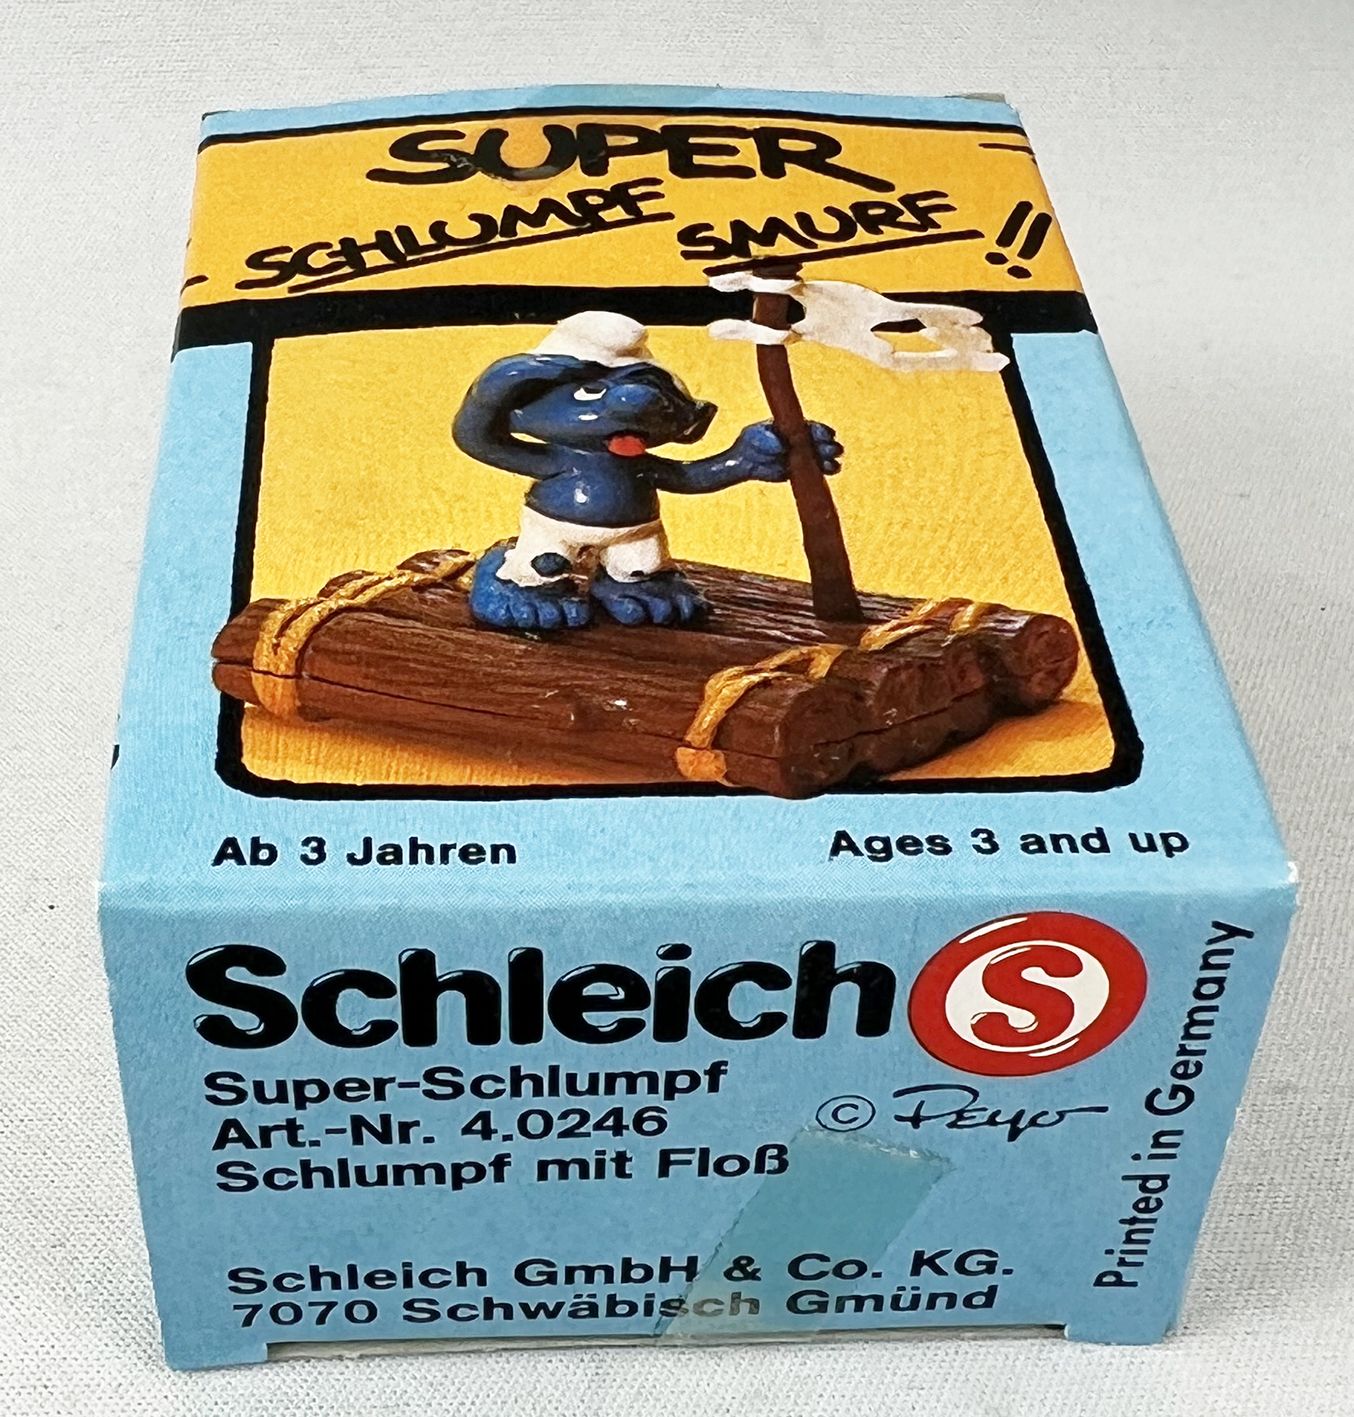 SUPER
SCHLUMPF SMURF !!
Ab 3 Jahren Ages 3 and up
Schleich S
Super-Schlumpf
Art.-Nr. 4.0246
Schlumpf mit Floß
© Peyo
Schleich GmbH & Co. KG.
7070 Schwäbisch Gmünd
Printed in Germany